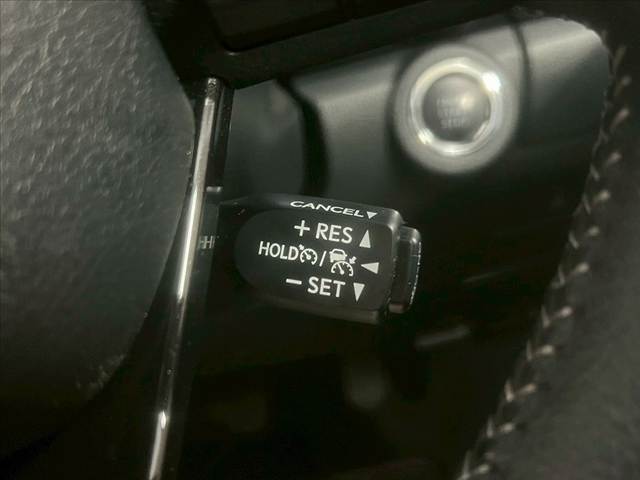 CANCEL▼
+ RES ▲
HOLD / ◀
− SET ▼